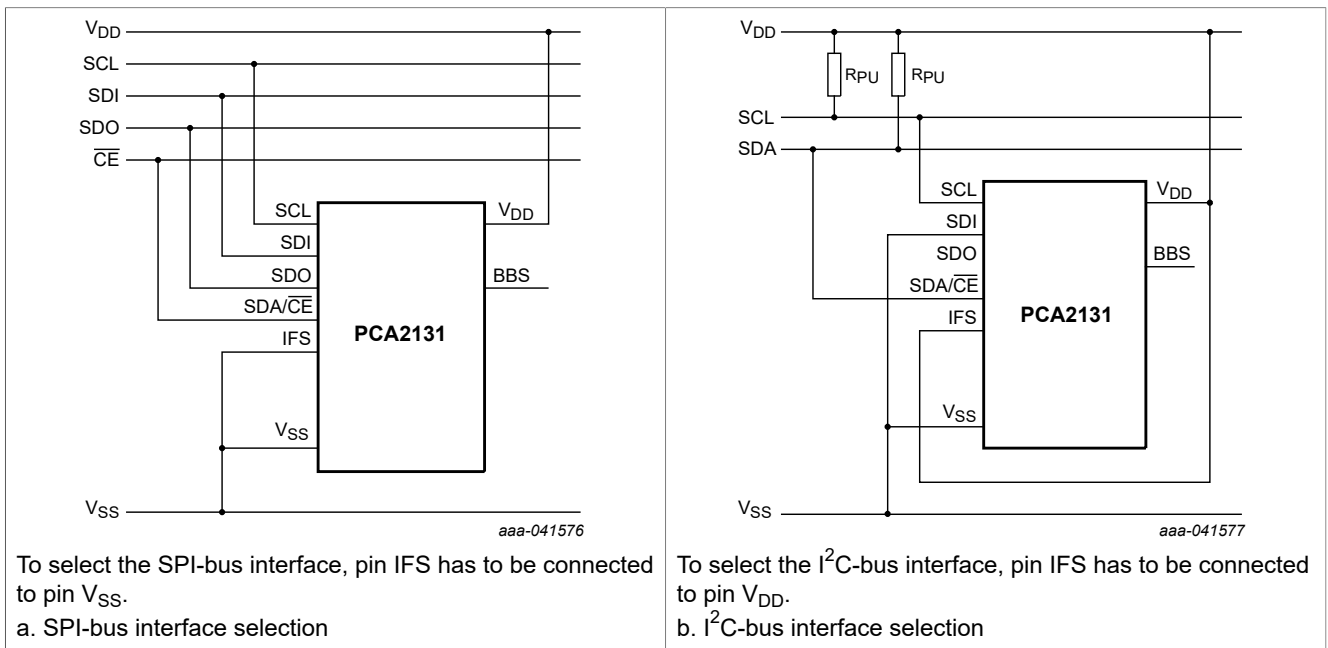 VDD
SCL
SDI
SDO
CE
SCL
SDI
SDO
SDA/CE
IFS
VSS
VDD
BBS
PCA2131
VSS
aaa-041576
To select the SPI-bus interface, pin IFS has to be connected
to pin VSS.
a. SPI-bus interface selection
VDD
RPU
RPU
SCL
SDA
SCL
SDI
SDO
SDA/CE
IFS
VSS
VDD
BBS
PCA2131
VSS
aaa-041577
To select the I2C-bus interface, pin IFS has to be connected
to pin VDD.
b. I2C-bus interface selection